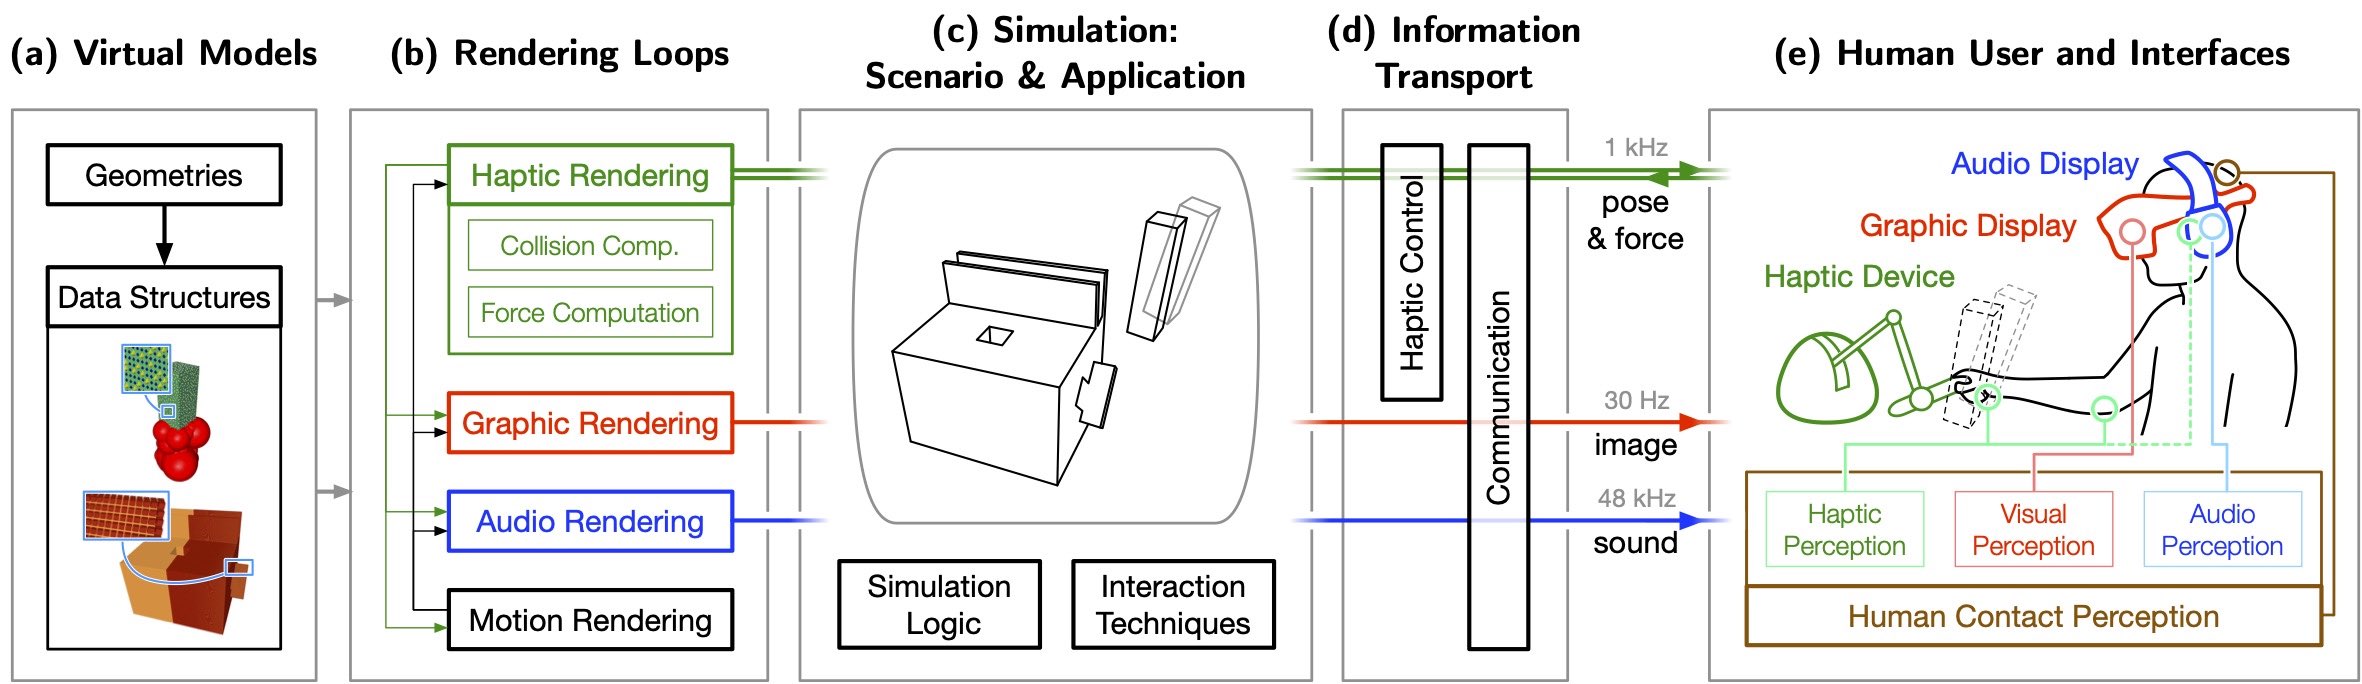 (a) Virtual Models
Geometries
Data Structures
(b) Rendering Loops
Haptic Rendering
Collision Comp.
Force Computation
Graphic Rendering
Audio Rendering
Motion Rendering
(c) Simulation:
Scenario & Application
Simulation
Logic
Interaction
Techniques
(d) Information
Transport
Haptic Control
Communication
1 kHz
pose
& force
30 Hz
image
48 kHz
sound
(e) Human User and Interfaces
Audio Display
Graphic Display
Haptic Device
Haptic
Perception
Visual
Perception
Audio
Perception
Human Contact Perception